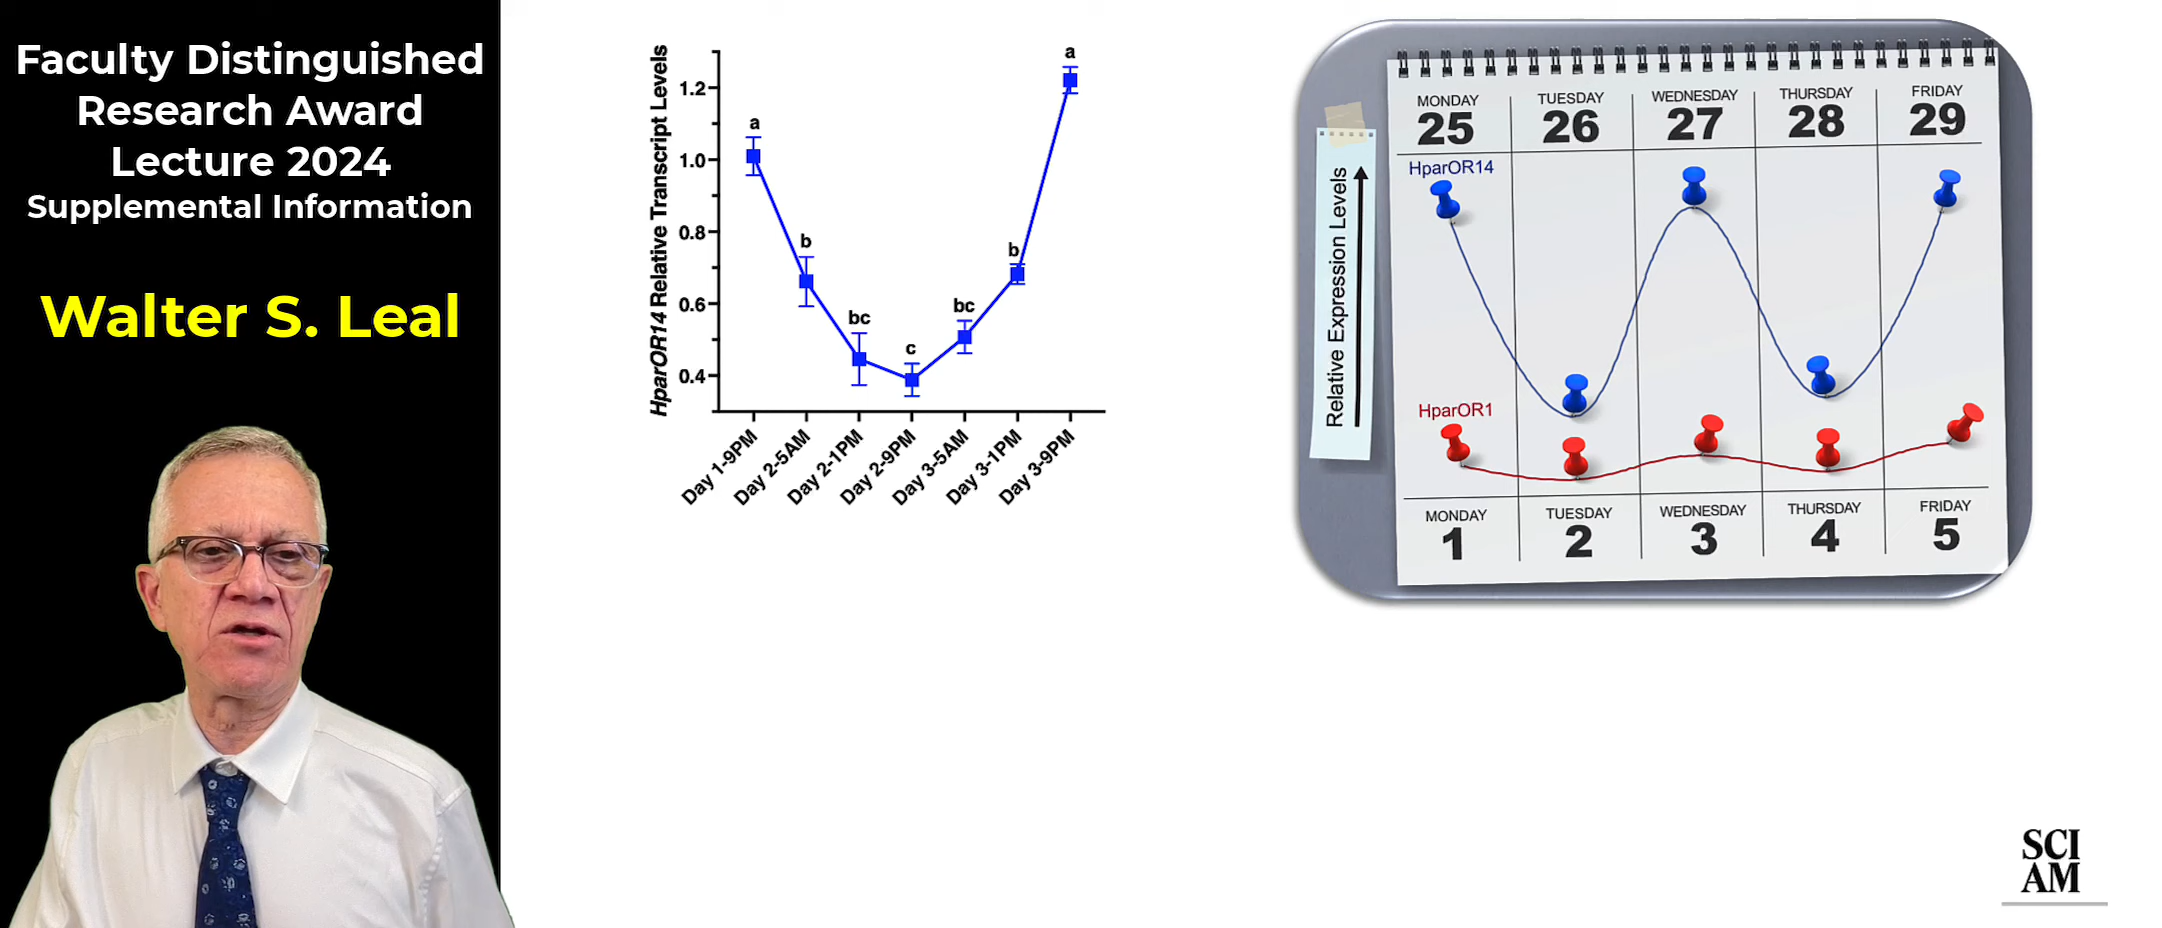 Faculty Distinguished
Research Award
Lecture 2024
Supplemental Information
Walter S. Leal
HparOR14 Relative Transcript Levels
1.2
1.0
0.8
0.6
0.4
a
b
bc
c
bc
b
a
Day 1-9PM
Day 2-5AM
Day 2-1PM
Day 2-9PM
Day 3-5AM
Day 3-1PM
Day 3-9PM
Relative Expression Levels
MONDAY TUESDAY WEDNESDAY THURSDAY FRIDAY
25 26 27 28 29
HparOR14
HparOR1
MONDAY TUESDAY WEDNESDAY THURSDAY FRIDAY
1 2 3 4 5
SCI
AM